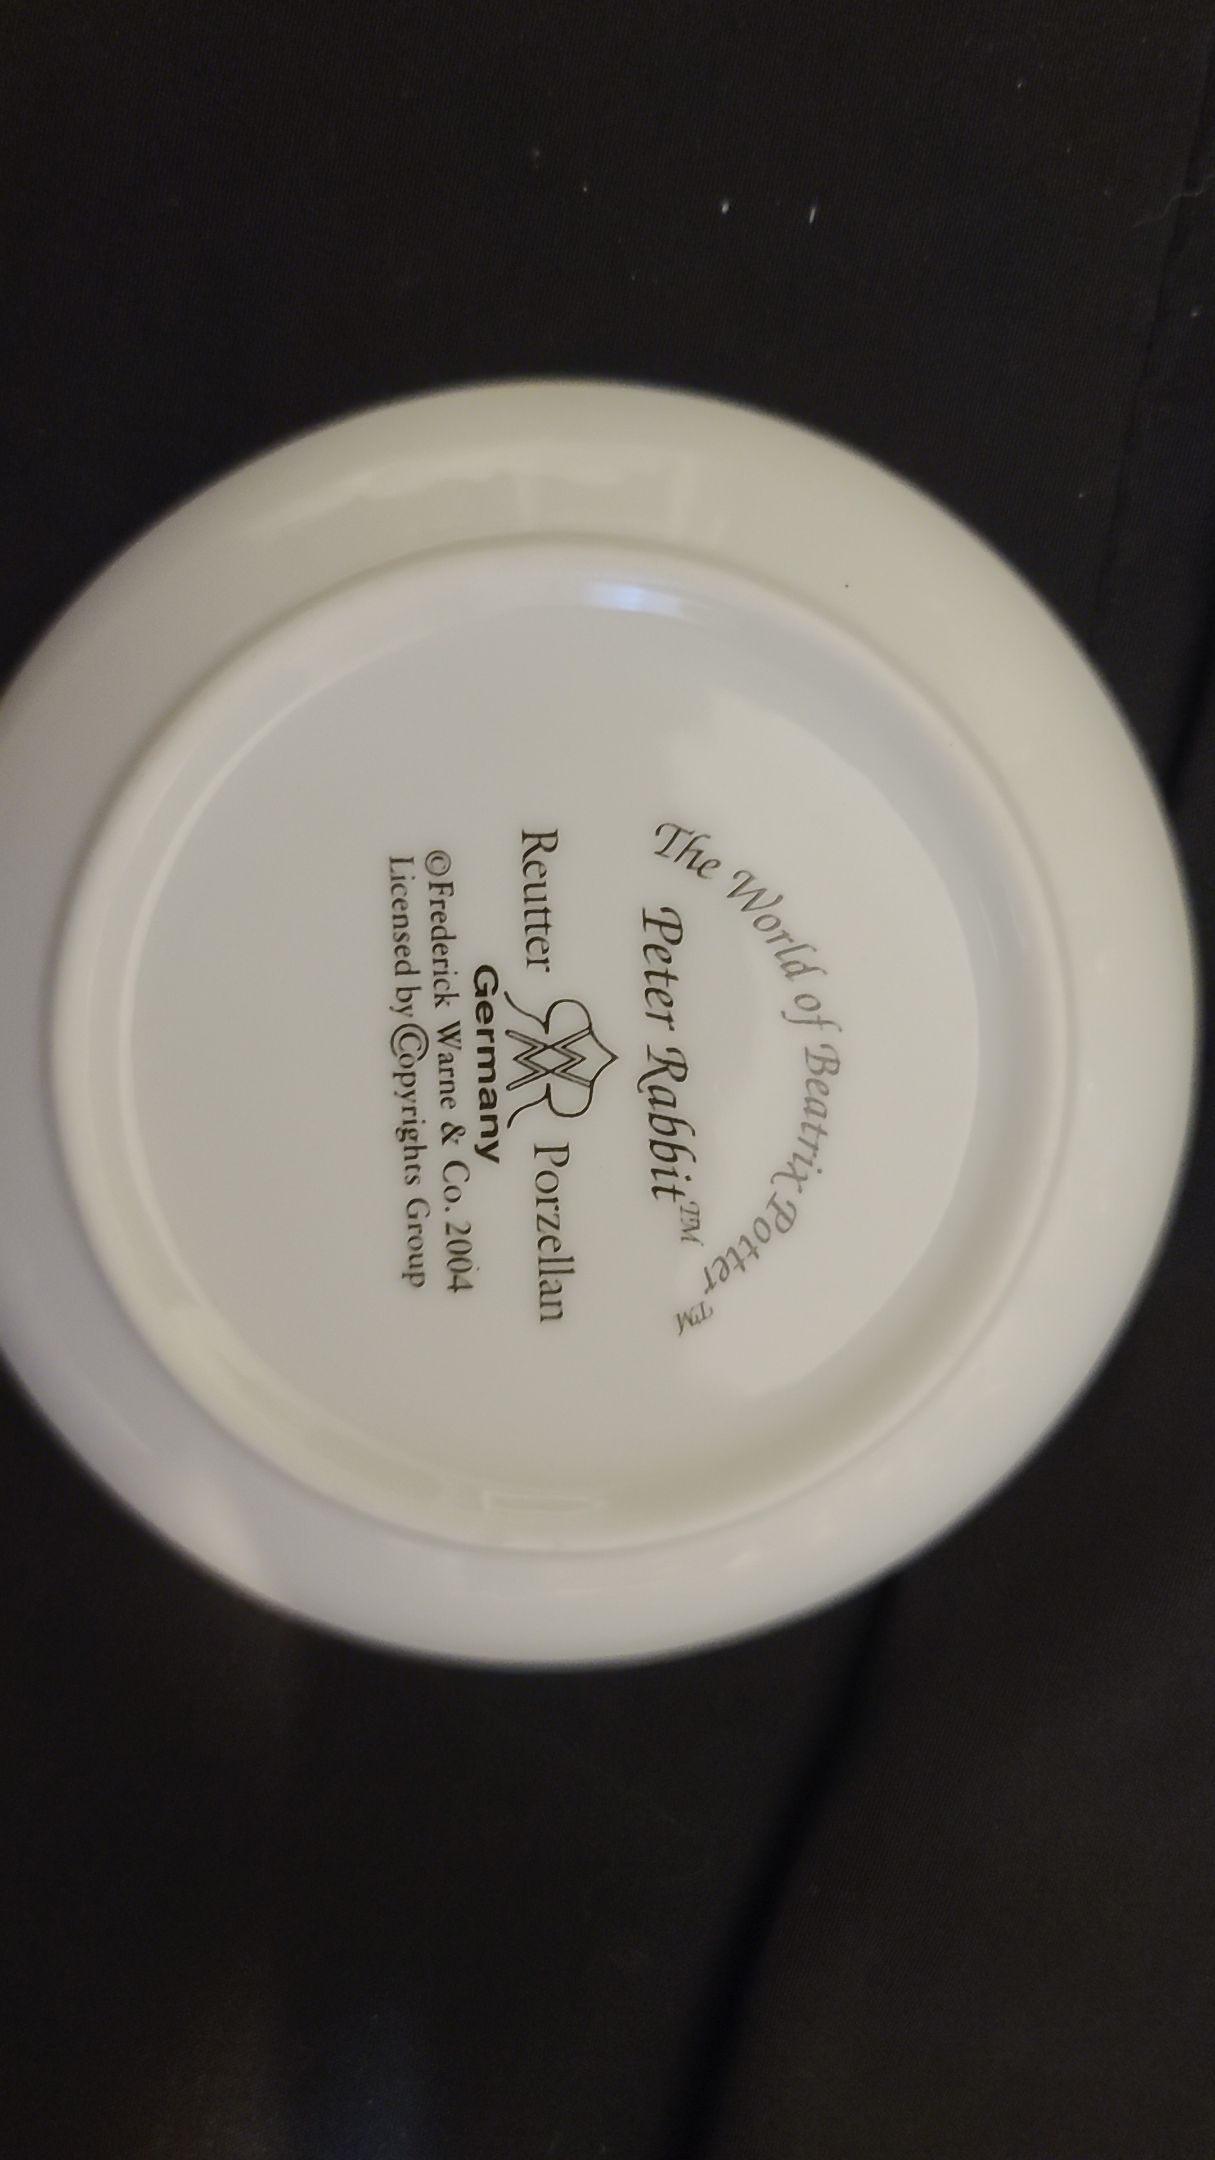 The World of Beatrix Potter™
Peter Rabbit™
Reutter Porzellan
Germany
©Frederick Warne & Co. 2004
Licensed by ©opyrights Group